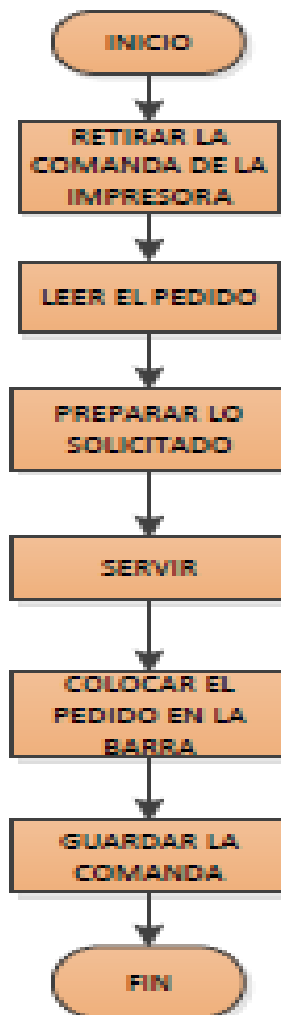 INICIO
RETIRAR LA
COMANDA DE LA
IMPRESORA
LEER EL PEDIDO
PREPARAR LO
SOLICITADO
SERVIR
COLOCAR EL
PEDIDO EN LA
BARRA
GUARDAR LA
COMANDA
FIN